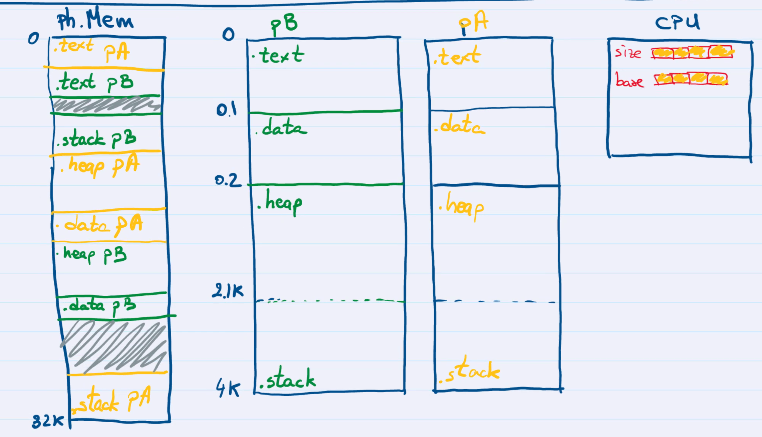 Ph.Mem
0
.text pA
.text pB
.stack pB
.heap pA
.data pA
.heap pB
.data pB
.stack pA
32K
pB
0
.text
0.1
.data
0.2
.heap
2.1K
.stack
4K
pA
.text
.data
.heap
.stack
CPU
size
base